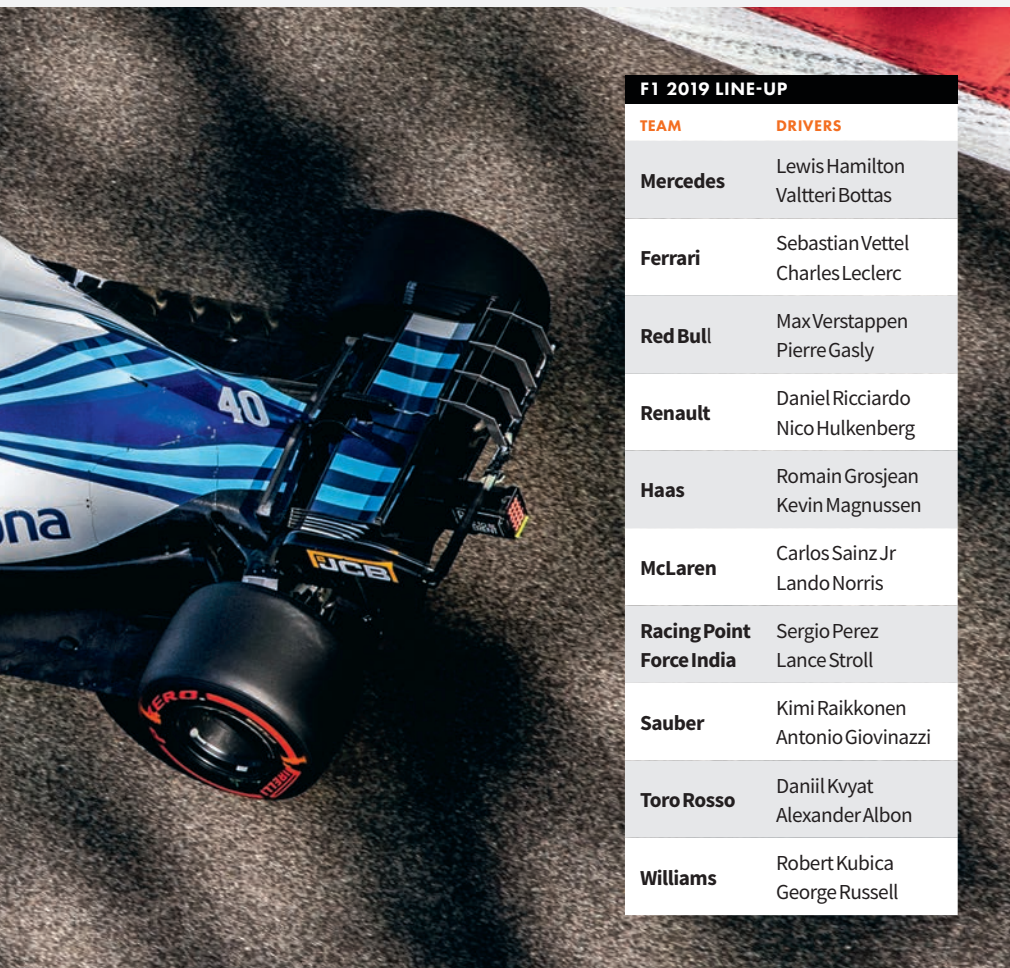 40
ona
JCB
ZERO
PIRELLI
F1 2019 LINE-UP
TEAM DRIVERS
Mercedes Lewis Hamilton
Valtteri Bottas
Ferrari Sebastian Vettel
Charles Leclerc
Red Bull Max Verstappen
Pierre Gasly
Renault Daniel Ricciardo
Nico Hulkenberg
Haas Romain Grosjean
Kevin Magnussen
McLaren Carlos Sainz Jr
Lando Norris
Racing Point Sergio Perez
Force India Lance Stroll
Sauber Kimi Raikkonen
Antonio Giovinazzi
Toro Rosso Daniil Kvyat
Alexander Albon
Williams Robert Kubica
George Russell